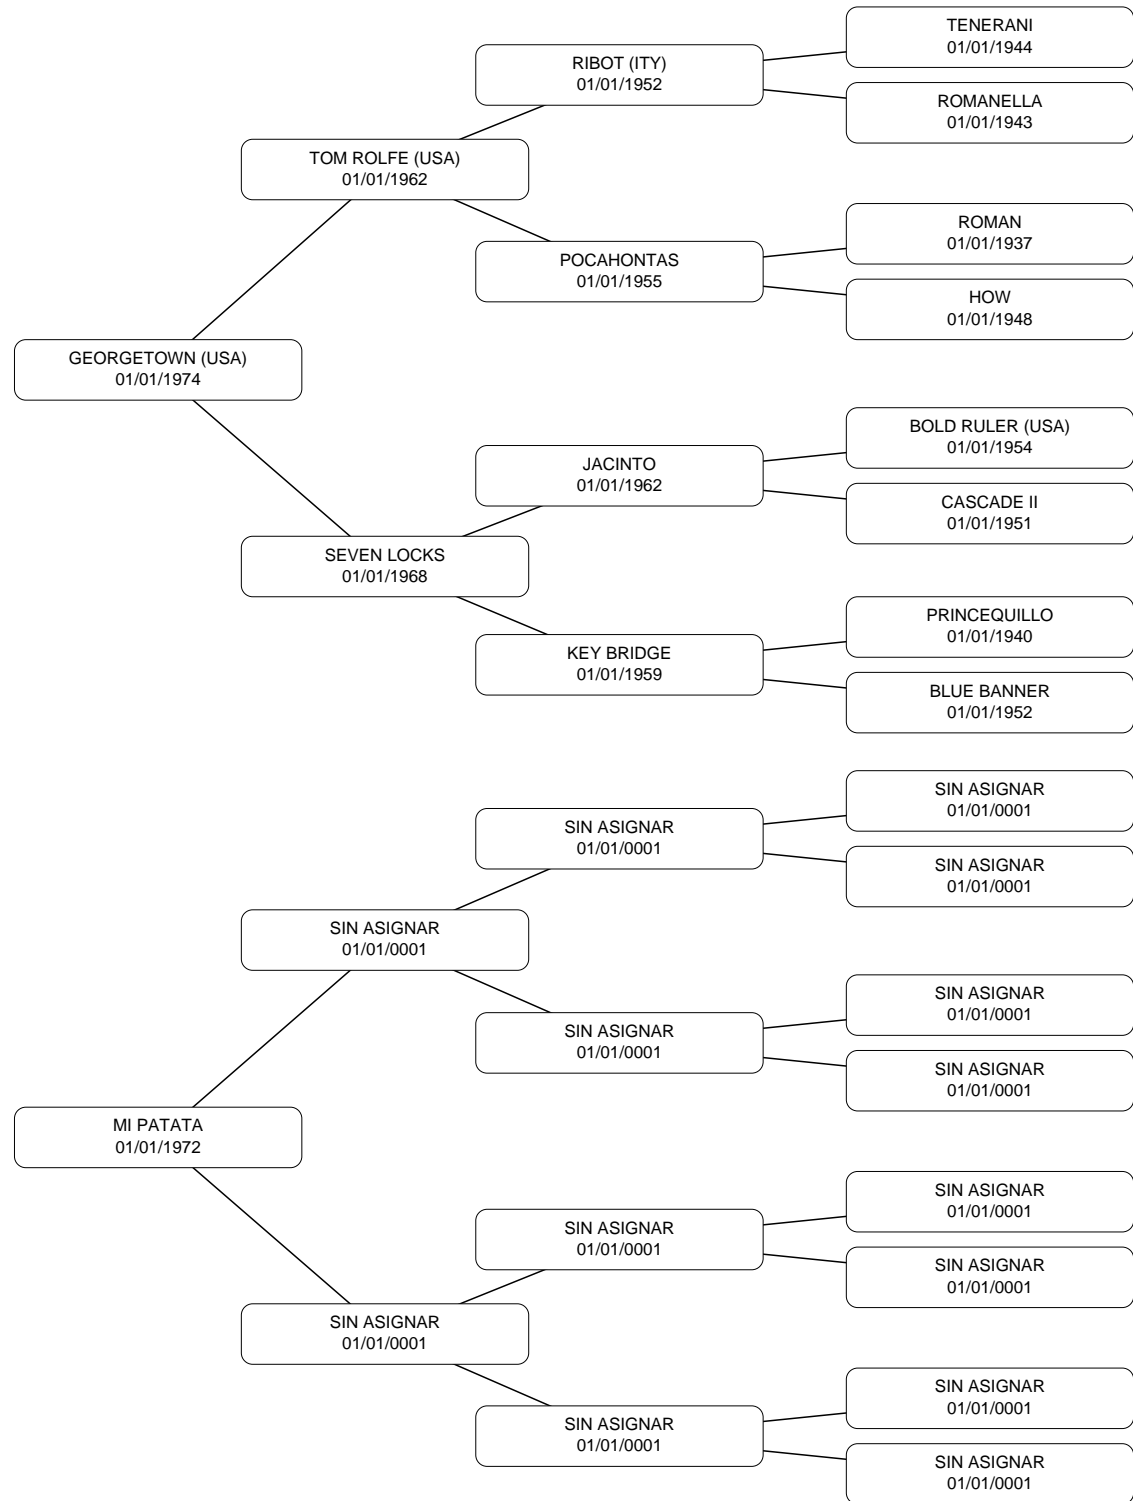 TENERANI
01/01/1944
RIBOT (ITY)
01/01/1952
ROMANELLA
01/01/1943
TOM ROLFE (USA)
01/01/1962
ROMAN
01/01/1937
POCAHONTAS
01/01/1955
HOW
01/01/1948
GEORGETOWN (USA)
01/01/1974
BOLD RULER (USA)
01/01/1954
JACINTO
01/01/1962
CASCADE II
01/01/1951
SEVEN LOCKS
01/01/1968
PRINCEQUILLO
01/01/1940
KEY BRIDGE
01/01/1959
BLUE BANNER
01/01/1952
SIN ASIGNAR
01/01/0001
SIN ASIGNAR
01/01/0001
SIN ASIGNAR
01/01/0001
SIN ASIGNAR
01/01/0001
SIN ASIGNAR
01/01/0001
SIN ASIGNAR
01/01/0001
SIN ASIGNAR
01/01/0001
MI PATATA
01/01/1972
SIN ASIGNAR
01/01/0001
SIN ASIGNAR
01/01/0001
SIN ASIGNAR
01/01/0001
SIN ASIGNAR
01/01/0001
SIN ASIGNAR
01/01/0001
SIN ASIGNAR
01/01/0001
SIN ASIGNAR
01/01/0001